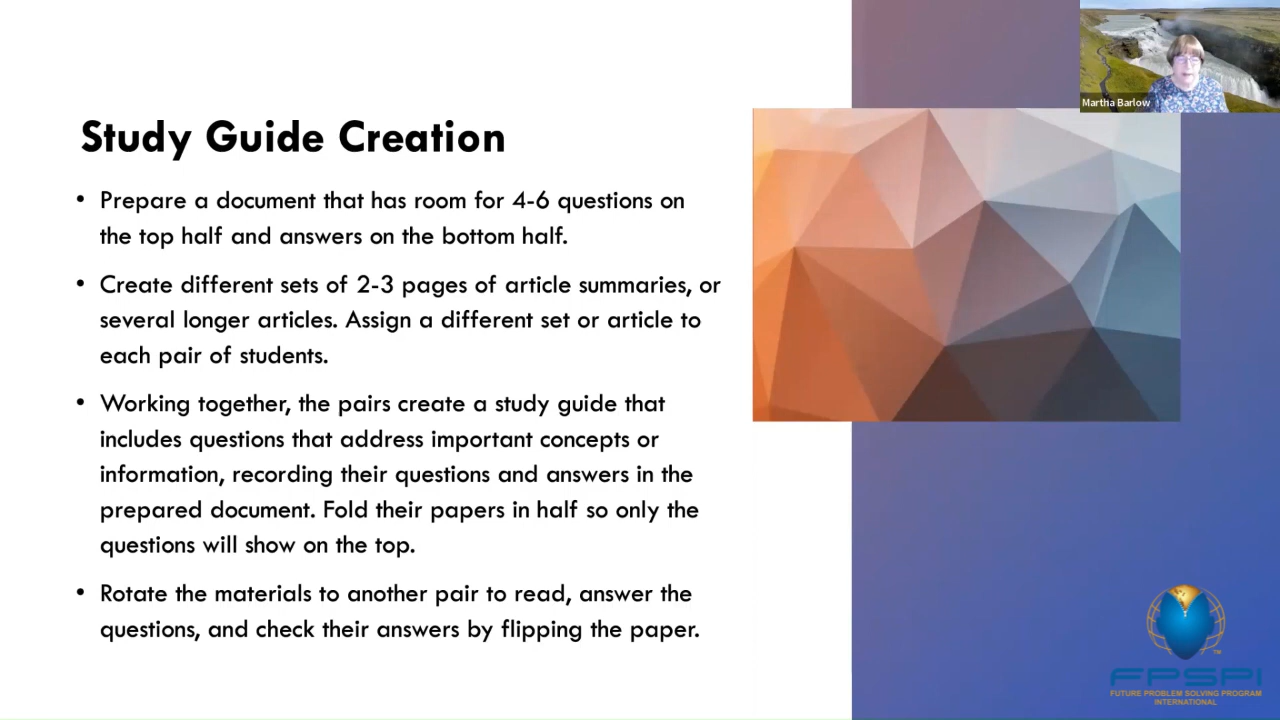 Martha Barlow
Study Guide Creation
• Prepare a document that has room for 4-6 questions on
the top half and answers on the bottom half.
• Create different sets of 2-3 pages of article summaries, or
several longer articles. Assign a different set or article to
each pair of students.
• Working together, the pairs create a study guide that
includes questions that address important concepts or
information, recording their questions and answers in the
prepared document. Fold their papers in half so only the
questions will show on the top.
• Rotate the materials to another pair to read, answer the
questions, and check their answers by flipping the paper.
TM
FPSPI
FUTURE PROBLEM SOLVING PROGRAM
INTERNATIONAL